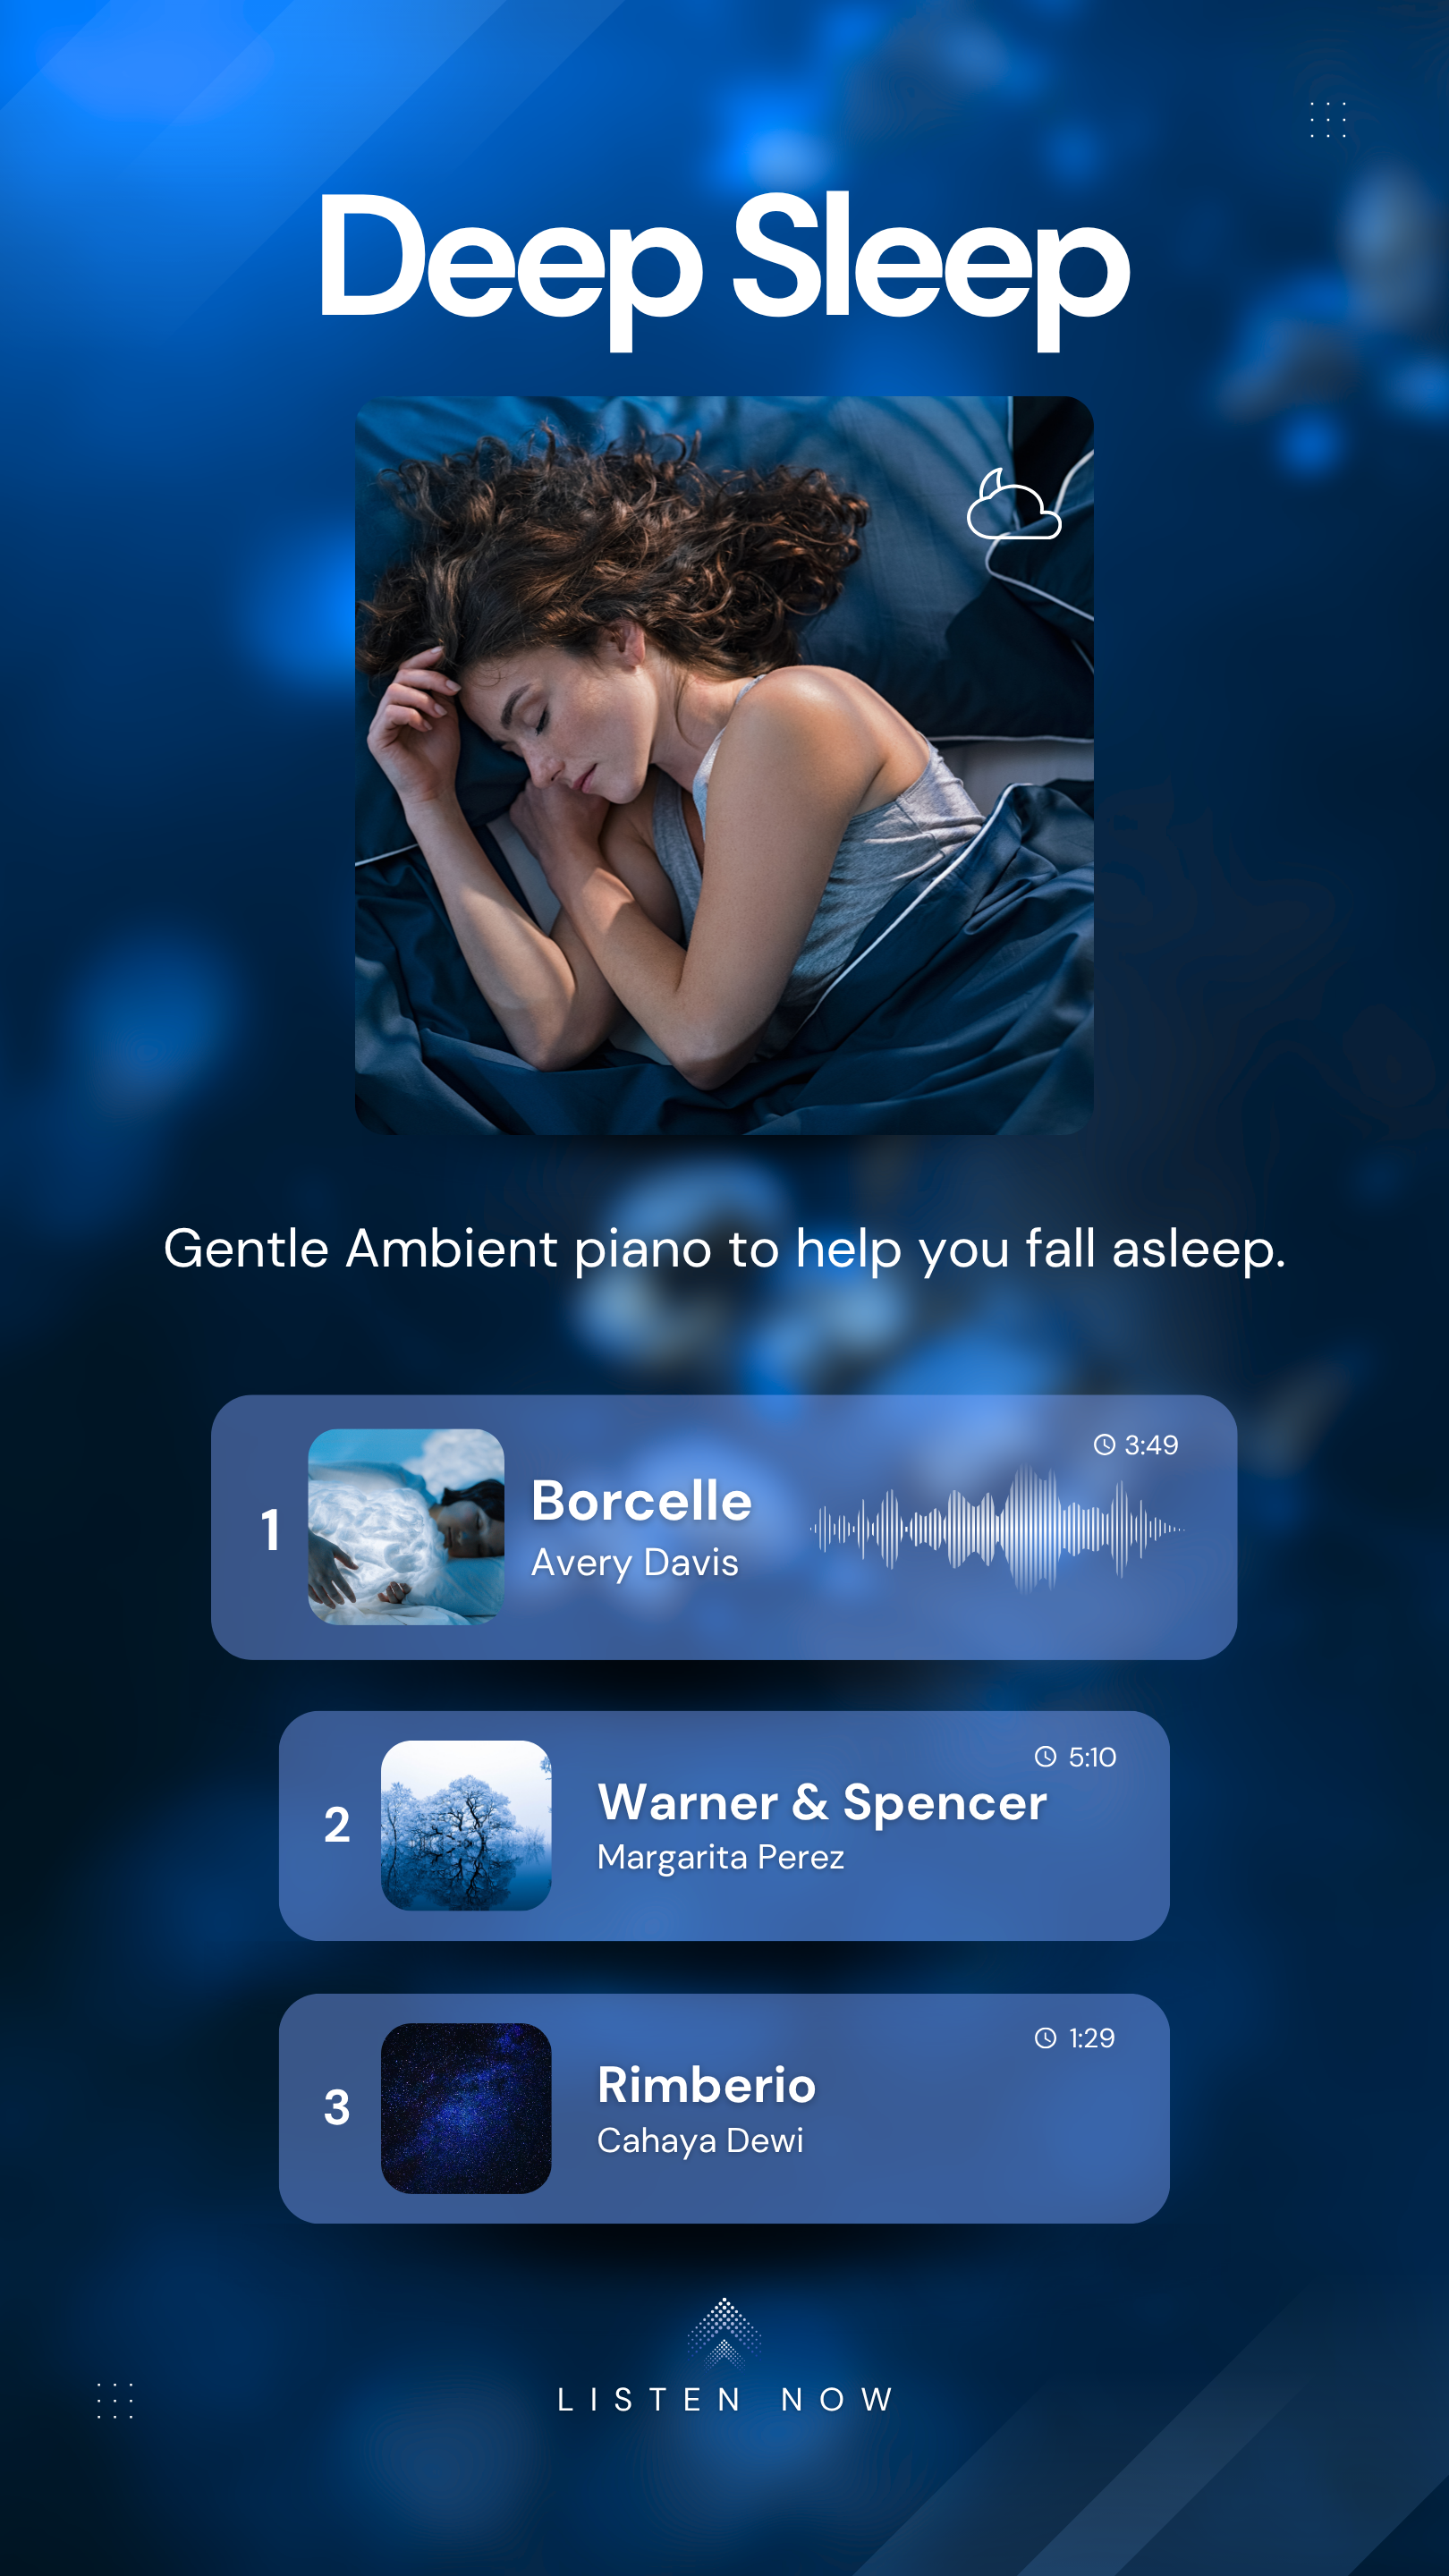 Deep Sleep
Gentle Ambient piano to help you fall asleep.
3:49
1
Borcelle
Avery Davis
5:10
2
Warner & Spencer
Margarita Perez
1:29
3
Rimberio
Cahaya Dewi
LISTEN NOW